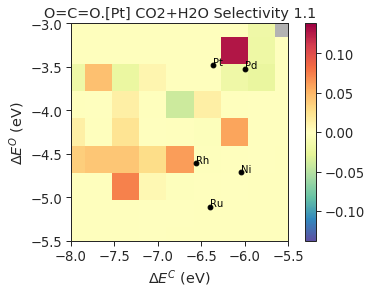 O=C=O.[Pt] CO2+H2O Selectivity 1.1
−3.0
−3.5
−4.0
−4.5
−5.0
−5.5
ΔE^O (eV)
Pt
Pd
Rh
Ni
Ru
−8.0 −7.5 −7.0 −6.5 −6.0 −5.5
ΔE^C (eV)
0.10
0.05
0.00
−0.05
−0.10